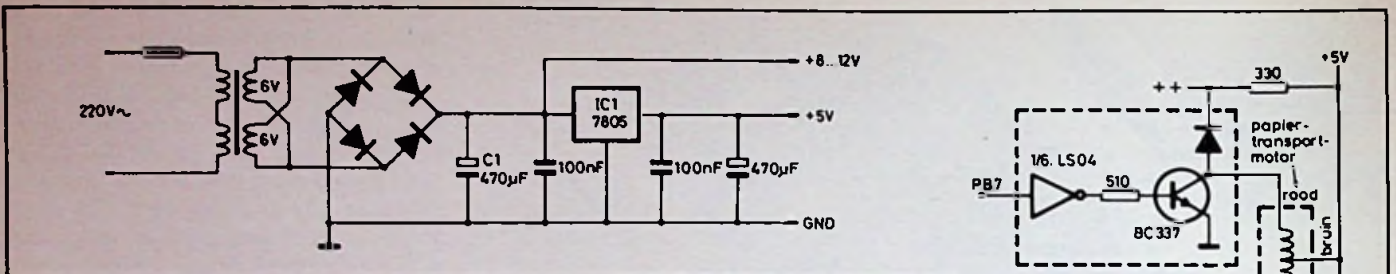 220V~
6V
6V
C1
470µF
100nF
IC1
7805
100nF
470µF
+8..12V
+5V
GND
+5V
330
++
papier-
transport-
motor
rood
bruin
1/6.LS04
PB7
510
BC337